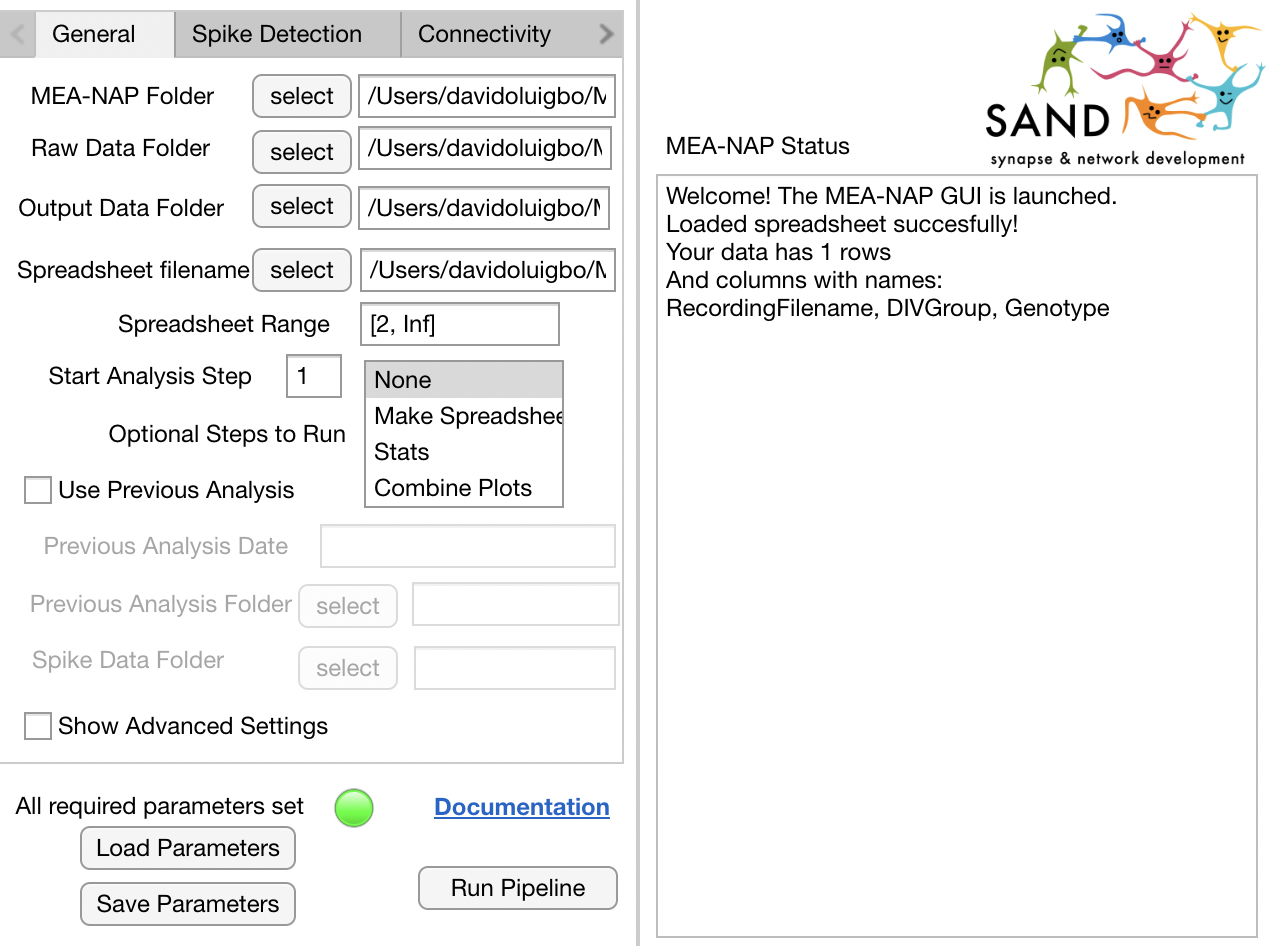 General Spike Detection Connectivity
MEA-NAP Folder select /Users/davidoluigbo/M
Raw Data Folder select /Users/davidoluigbo/M
Output Data Folder select /Users/davidoluigbo/M
Spreadsheet filename select /Users/davidoluigbo/M
Spreadsheet Range [2, Inf]
Start Analysis Step 1
Optional Steps to Run
None
Make Spreadshee
Stats
Combine Plots
Use Previous Analysis
Previous Analysis Date
Previous Analysis Folder select
Spike Data Folder select
Show Advanced Settings
All required parameters set
Documentation
Load Parameters
Save Parameters
Run Pipeline
SAND
synapse & network development
MEA-NAP Status
Welcome! The MEA-NAP GUI is launched.
Loaded spreadsheet succesfully!
Your data has 1 rows
And columns with names:
RecordingFilename, DIVGroup, Genotype